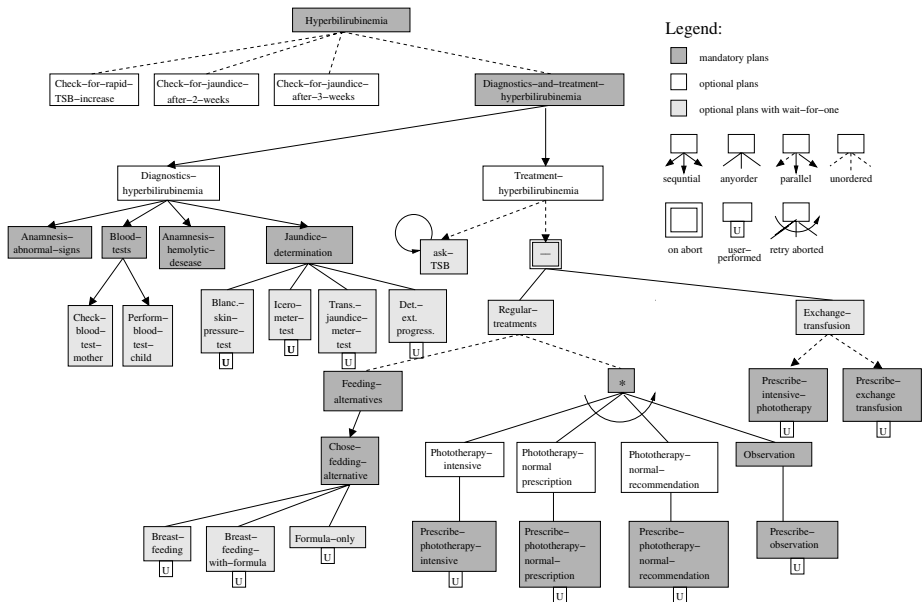 Hyperbilirubinemia
Legend:
mandatory plans
optional plans
optional plans with wait-for-one
Check-for-rapid-
TSB-increase
Check-for-jaundice-
after-2-weeks
Check-for-jaundice-
after-3-weeks
Diagnostics-and-treatment-
hyperbilirubinemia
sequntial
anyorder
parallel
unordered
Diagnostics-
hyperbilirubinemia
Treatment-
hyperbilirubinemia
on abort
U
user-
performed
retry aborted
Anamnesis-
abnormal-signs
Blood-
tests
Anamnesis-
hemolytic-
desease
Jaundice-
determination
ask-
TSB
—
Check-
blood-
test-
mother
Perform-
blood-
test-
child
Blanc.-
skin-
pressure-
test
U
Icero-
meter-
test
U
Trans.-
jaundice-
meter-
test
U
Det.-
ext.
progress.
U
Regular-
treatments
Exchange-
transfusion
Feeding-
alternatives
*
Prescribe-
intensive-
phototherapy
U
Prescribe-
exchange
transfusion
U
Chose-
fedding-
alternative
Phototherapy-
intensive
Phototherapy-
normal
prescription
Phototherapy-
normal-
recommendation
Observation
Breast-
feeding
U
Breast-
feeding-
with-formula
U
Formula-only
U
Prescribe-
phototherapy-
intensive
U
Prescribe-
phototherapy-
normal-
prescription
U
Prescribe-
phototherapy-
normal-
recommendation
U
Prescribe-
observation
U